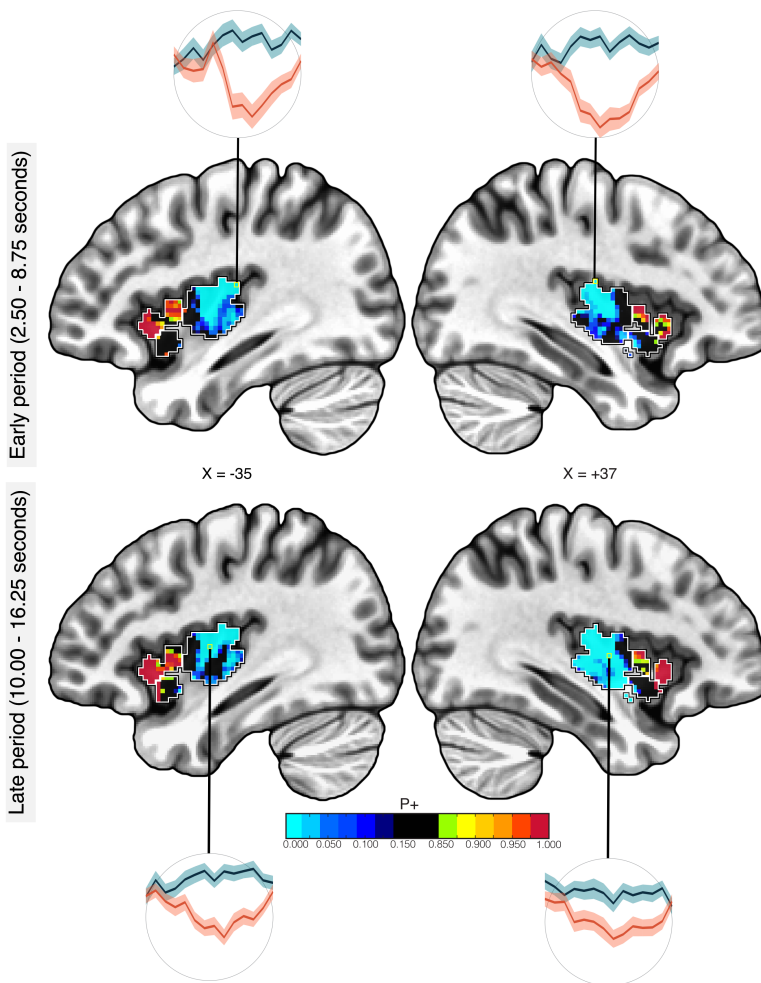 Early period (2.50 - 8.75 seconds)
X = -35
X = +37
Late period (10.00 - 16.25 seconds)
P+
0.000 0.050 0.100 0.150 0.850 0.900 0.950 1.000